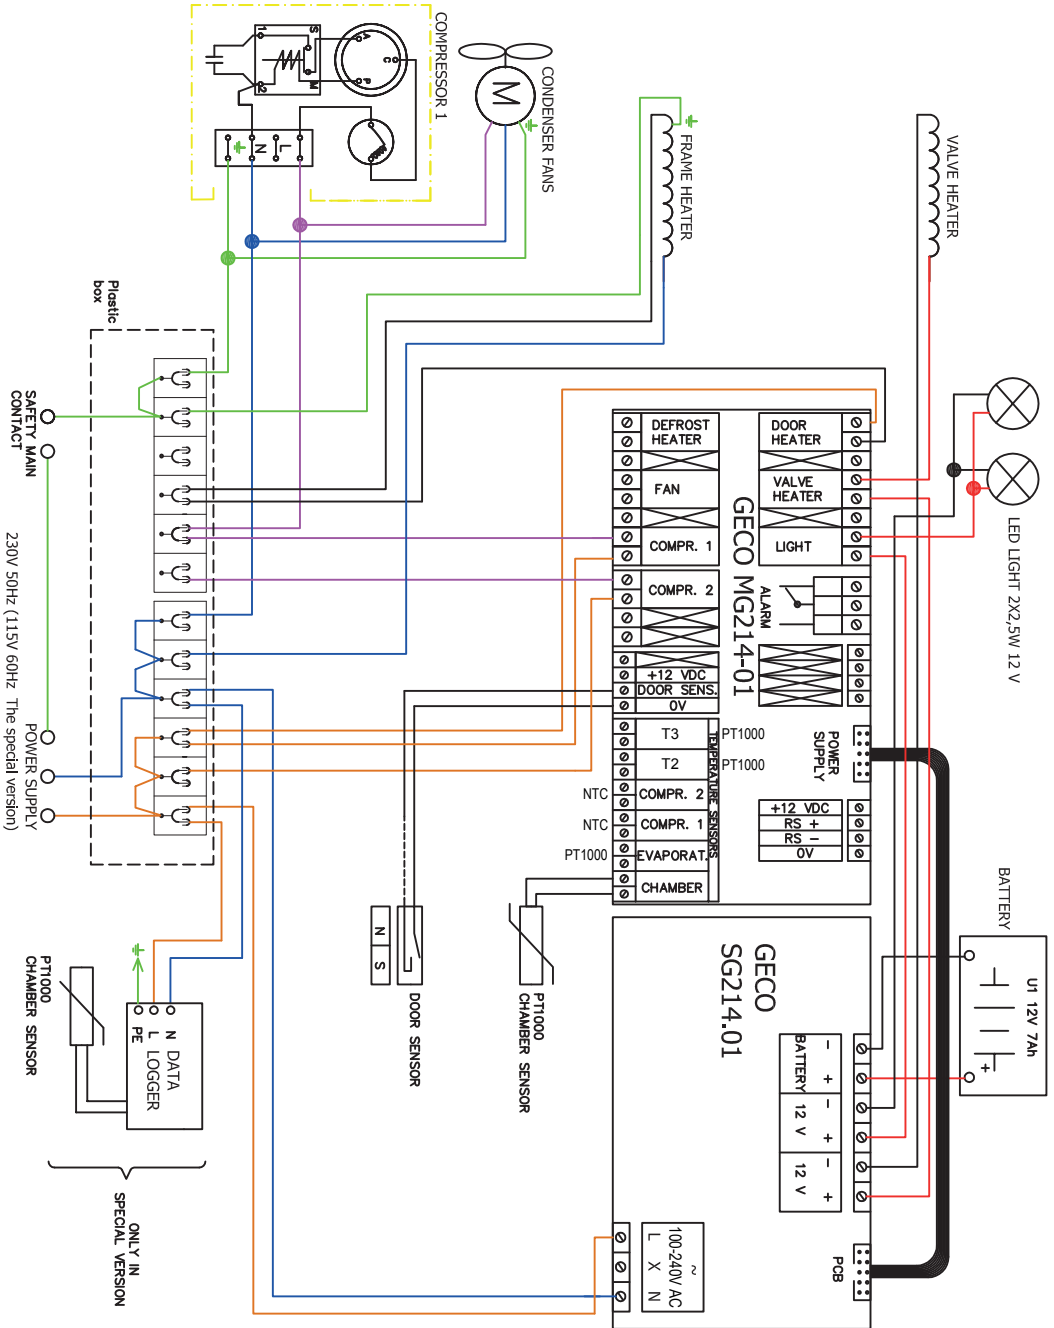 COMPRESSOR 1
1
2
S
M
A
C
P
L
N
M
CONDENSER FANS
FRAME HEATER
VALVE HEATER
LED LIGHT 2X2,5W 12 V
Plastic
box
SAFETY MAIN
CONTACT
230V 50Hz (115V 60Hz The special version)
POWER SUPPLY
GECO MG214-01
DEFROST
HEATER
FAN
COMPR. 1
COMPR. 2
+12 VDC
DOOR SENS.
0V
T3
T2
COMPR. 2
COMPR. 1
EVAPORAT.
CHAMBER
TEMPERATURE SENSORS
PT1000
PT1000
NTC
NTC
PT1000
DOOR
HEATER
VALVE
HEATER
LIGHT
ALARM
POWER
SUPPLY
+12 VDC
RS +
RS -
0V
BATTERY
U1 12V 7Ah
+
GECO
SG214.01
BATTERY
- +
12 V
- +
12 V
- +
PCB
100-240V AC
~
L X N
N S
DOOR SENSOR
PT1000
CHAMBER SENSOR
PT1000
CHAMBER SENSOR
N
L
PE
DATA
LOGGER
ONLY IN
SPECIAL VERSION